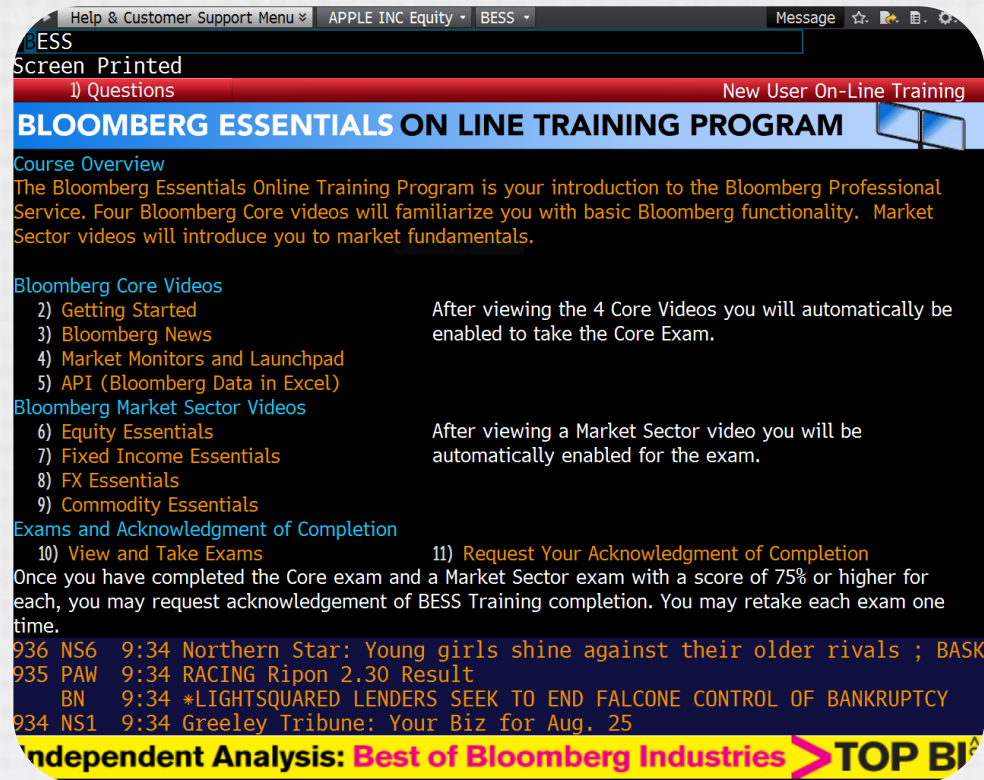 Help & Customer Support Menu APPLE INC Equity BESS Message
BESS
Screen Printed
1) Questions New User On-Line Training
BLOOMBERG ESSENTIALS ON LINE TRAINING PROGRAM
Course Overview
The Bloomberg Essentials Online Training Program is your introduction to the Bloomberg Professional
Service. Four Bloomberg Core videos will familiarize you with basic Bloomberg functionality. Market
Sector videos will introduce you to market fundamentals.
Bloomberg Core Videos
2) Getting Started After viewing the 4 Core Videos you will automatically be
3) Bloomberg News enabled to take the Core Exam.
4) Market Monitors and Launchpad
5) API (Bloomberg Data in Excel)
Bloomberg Market Sector Videos
6) Equity Essentials After viewing a Market Sector video you will be
7) Fixed Income Essentials automatically enabled for the exam.
8) FX Essentials
9) Commodity Essentials
Exams and Acknowledgment of Completion
10) View and Take Exams 11) Request Your Acknowledgment of Completion
Once you have completed the Core exam and a Market Sector exam with a score of 75% or higher for
each, you may request acknowledgement of BESS Training completion. You may retake each exam one
time.
936 NS6 9:34 Northern Star: Young girls shine against their older rivals ; BASK
935 PAW 9:34 RACING Ripon 2.30 Result
BN 9:34 *LIGHTSQUARED LENDERS SEEK TO END FALCONE CONTROL OF BANKRUPTCY
934 NS1 9:34 Greeley Tribune: Your Biz for Aug. 25
Independent Analysis: Best of Bloomberg Industries >TOP BI